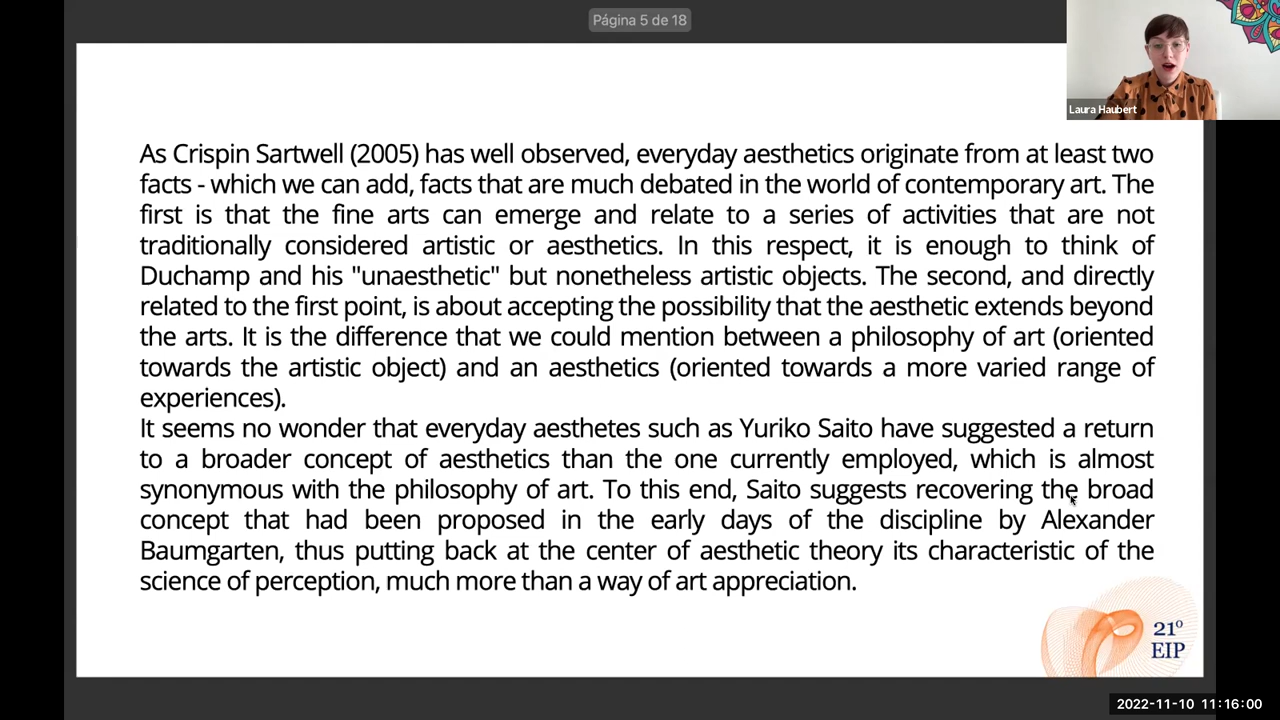 Página 5 de 18
Laura Haubert
As Crispin Sartwell (2005) has well observed, everyday aesthetics originate from at least two
facts - which we can add, facts that are much debated in the world of contemporary art. The
first is that the fine arts can emerge and relate to a series of activities that are not
traditionally considered artistic or aesthetics. In this respect, it is enough to think of
Duchamp and his "unaesthetic" but nonetheless artistic objects. The second, and directly
related to the first point, is about accepting the possibility that the aesthetic extends beyond
the arts. It is the difference that we could mention between a philosophy of art (oriented
towards the artistic object) and an aesthetics (oriented towards a more varied range of
experiences).
It seems no wonder that everyday aesthetes such as Yuriko Saito have suggested a return
to a broader concept of aesthetics than the one currently employed, which is almost
synonymous with the philosophy of art. To this end, Saito suggests recovering the broad
concept that had been proposed in the early days of the discipline by Alexander
Baumgarten, thus putting back at the center of aesthetic theory its characteristic of the
science of perception, much more than a way of art appreciation.
21º
EIP
2022-11-10 11:16:00